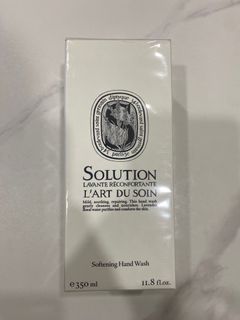 SOLUTION
LAVANTE RÉCONFORTANTE
L'ART DU SOIN
Mild, soothing, repairing. This hand wash
gently cleanses and nourishes. Lavender
floral water purifies and comforts the skin.
Softening Hand Wash
e 350 ml
11.8 fl.oz.